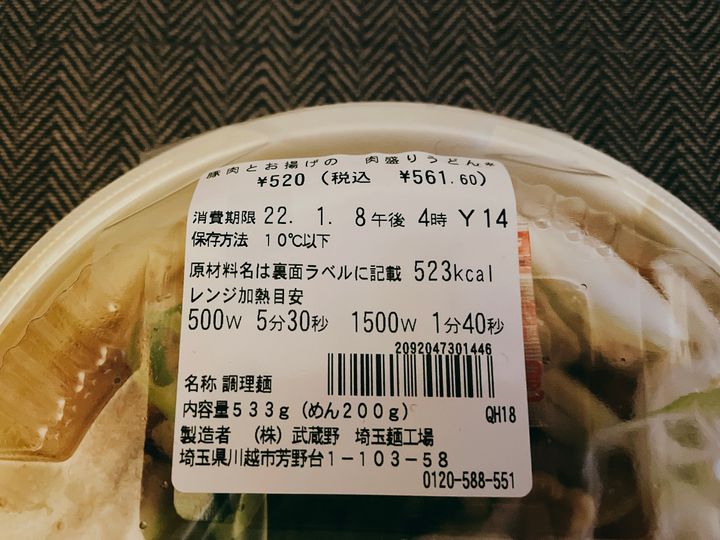 豚肉とお揚げの 肉盛りうどん*
¥520 (税込 ¥561.60)
消費期限 22. 1. 8午後 4時 Y14
保存方法 10℃以下
原材料名は裏面ラベルに記載 523kcal
レンジ加熱目安
500W 5分30秒 1500W 1分40秒
2092047301446
名称 調理麺
内容量533g (めん200g) QH18
製造者 (株) 武蔵野 埼玉麺工場
埼玉県川越市芳野台1-103-58
0120-588-551